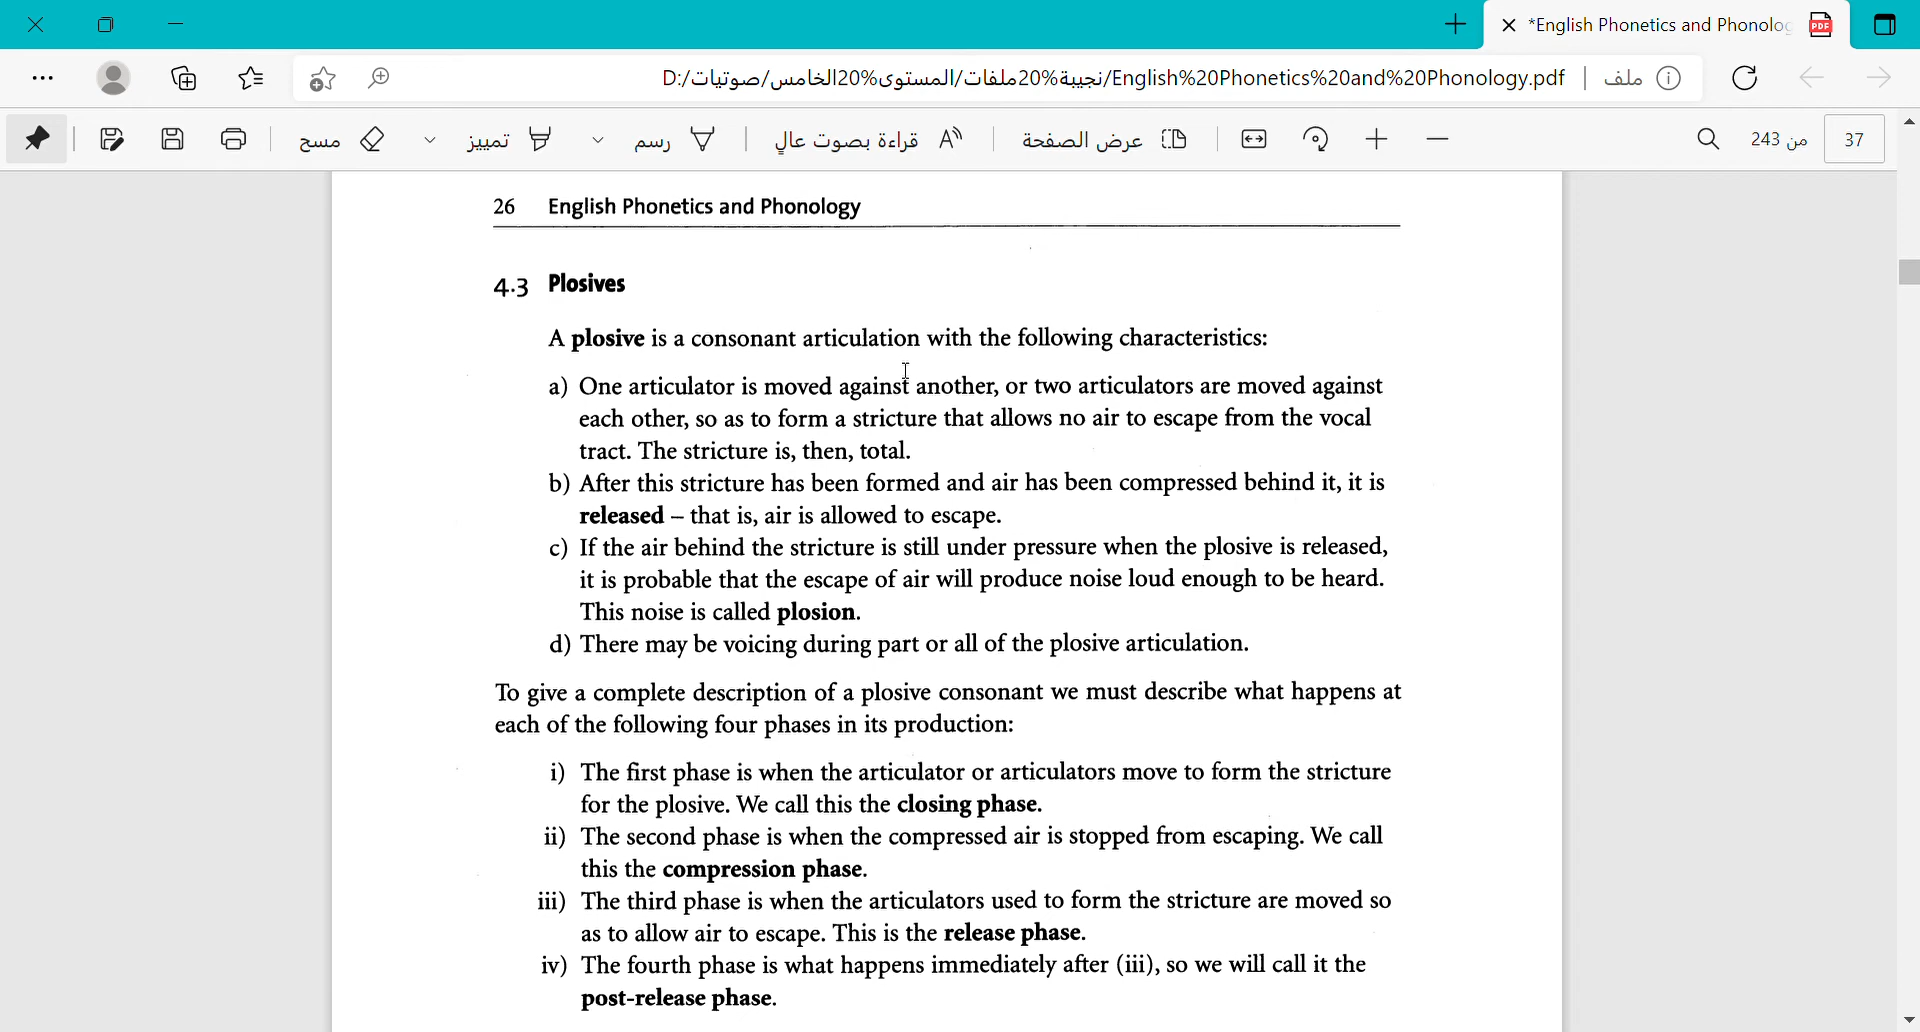 *English Phonetics and Phonolog
D:/صوتيات/المستوى%20الخامس/ملفات%20نجيبة/English%20Phonetics%20and%20Phonology.pdf
ملف
مسح
تمييز
رسم
قراءة بصوت عالٍ
عرض الصفحة
من 243
37
26 English Phonetics and Phonology
4.3 Plosives
A plosive is a consonant articulation with the following characteristics:
a) One articulator is moved against another, or two articulators are moved against
each other, so as to form a stricture that allows no air to escape from the vocal
tract. The stricture is, then, total.
b) After this stricture has been formed and air has been compressed behind it, it is
released – that is, air is allowed to escape.
c) If the air behind the stricture is still under pressure when the plosive is released,
it is probable that the escape of air will produce noise loud enough to be heard.
This noise is called plosion.
d) There may be voicing during part or all of the plosive articulation.
To give a complete description of a plosive consonant we must describe what happens at
each of the following four phases in its production:
i) The first phase is when the articulator or articulators move to form the stricture
for the plosive. We call this the closing phase.
ii) The second phase is when the compressed air is stopped from escaping. We call
this the compression phase.
iii) The third phase is when the articulators used to form the stricture are moved so
as to allow air to escape. This is the release phase.
iv) The fourth phase is what happens immediately after (iii), so we will call it the
post-release phase.